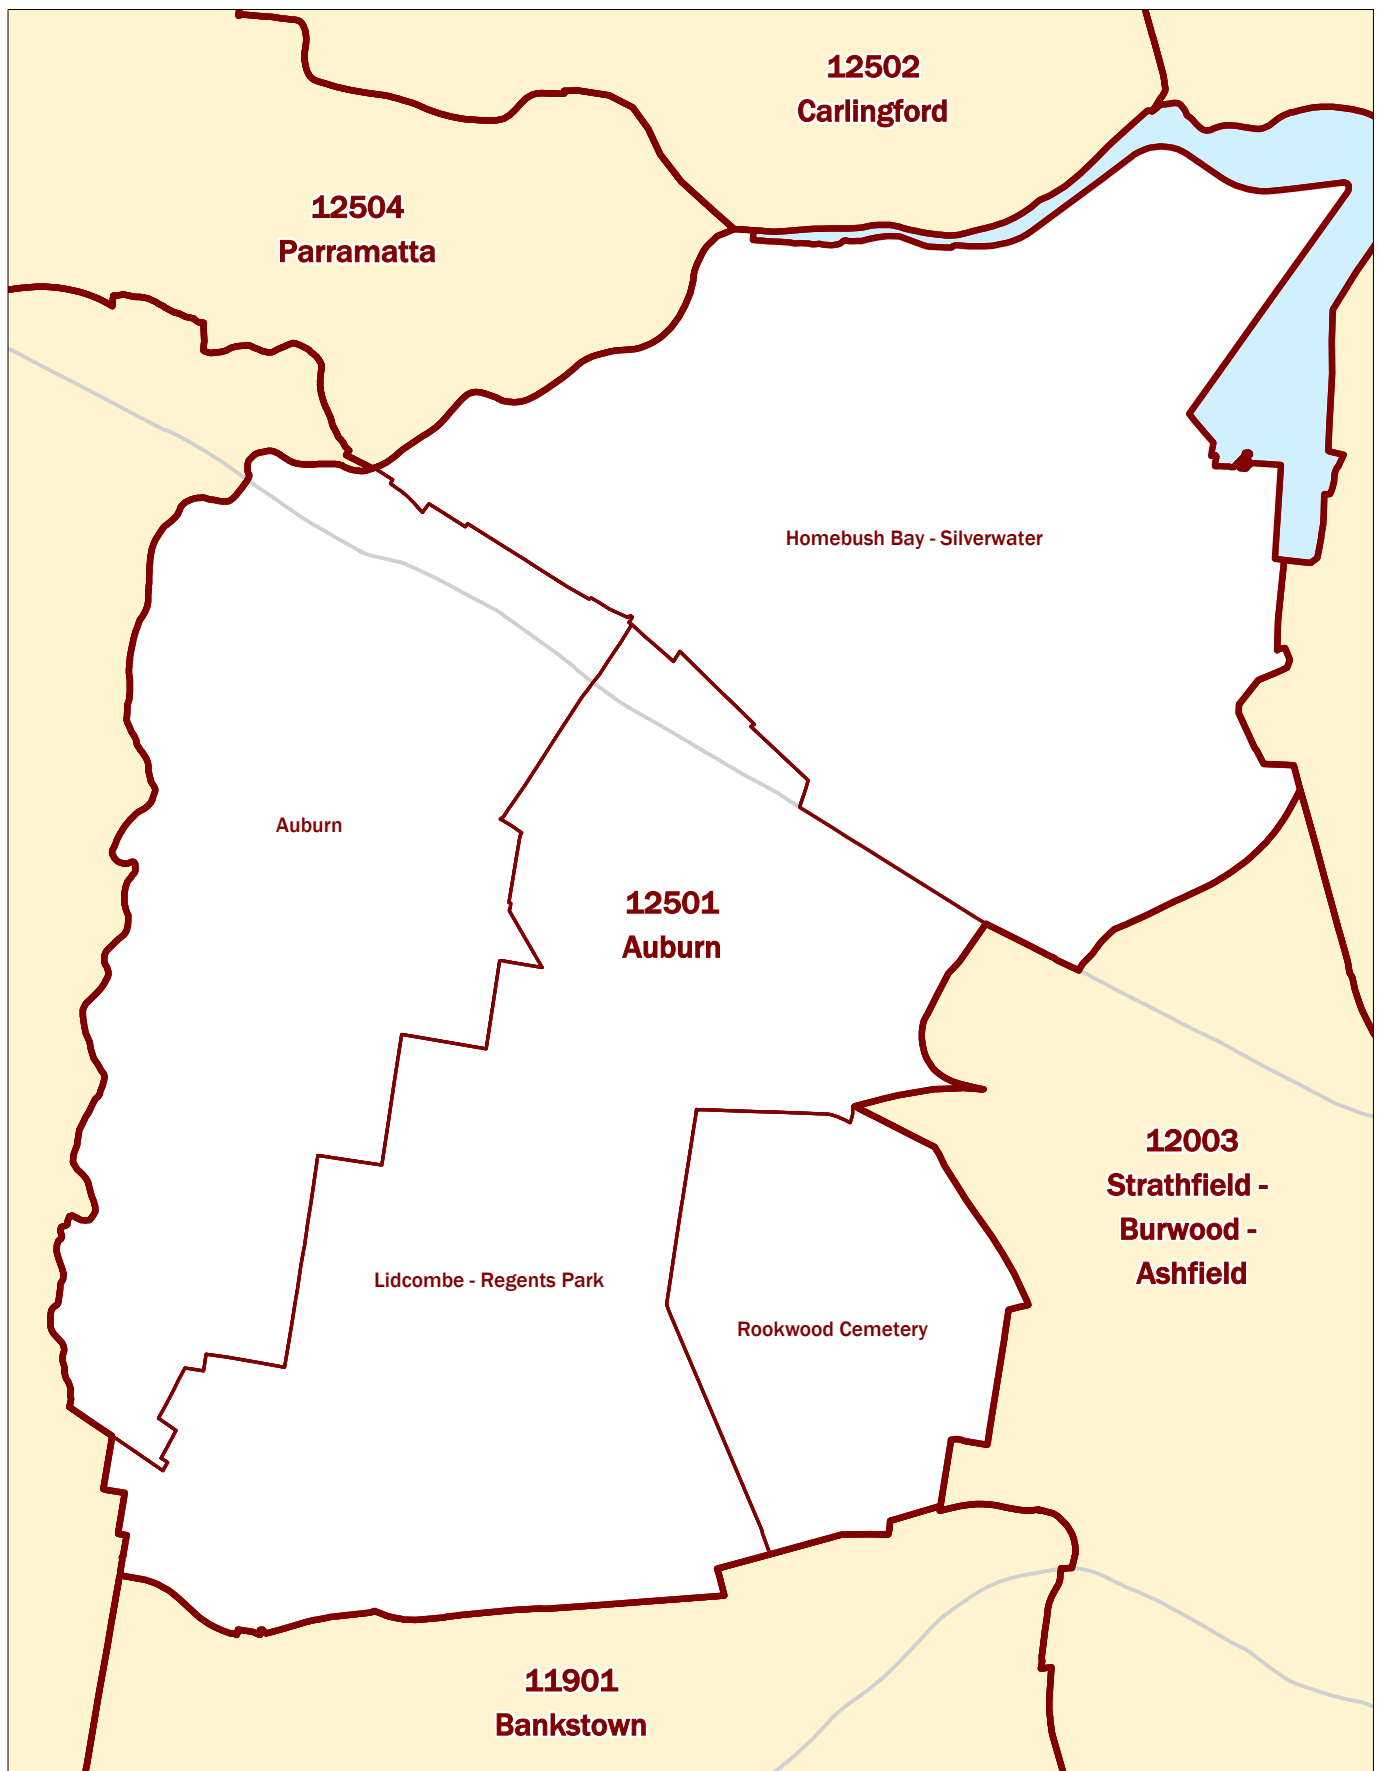 12502
Carlingford
12504
Parramatta
Homebush Bay - Silverwater
Auburn
12501
Auburn
12003
Strathfield -
Burwood -
Ashfield
Lidcombe - Regents Park
Rookwood Cemetery
11901
Bankstown